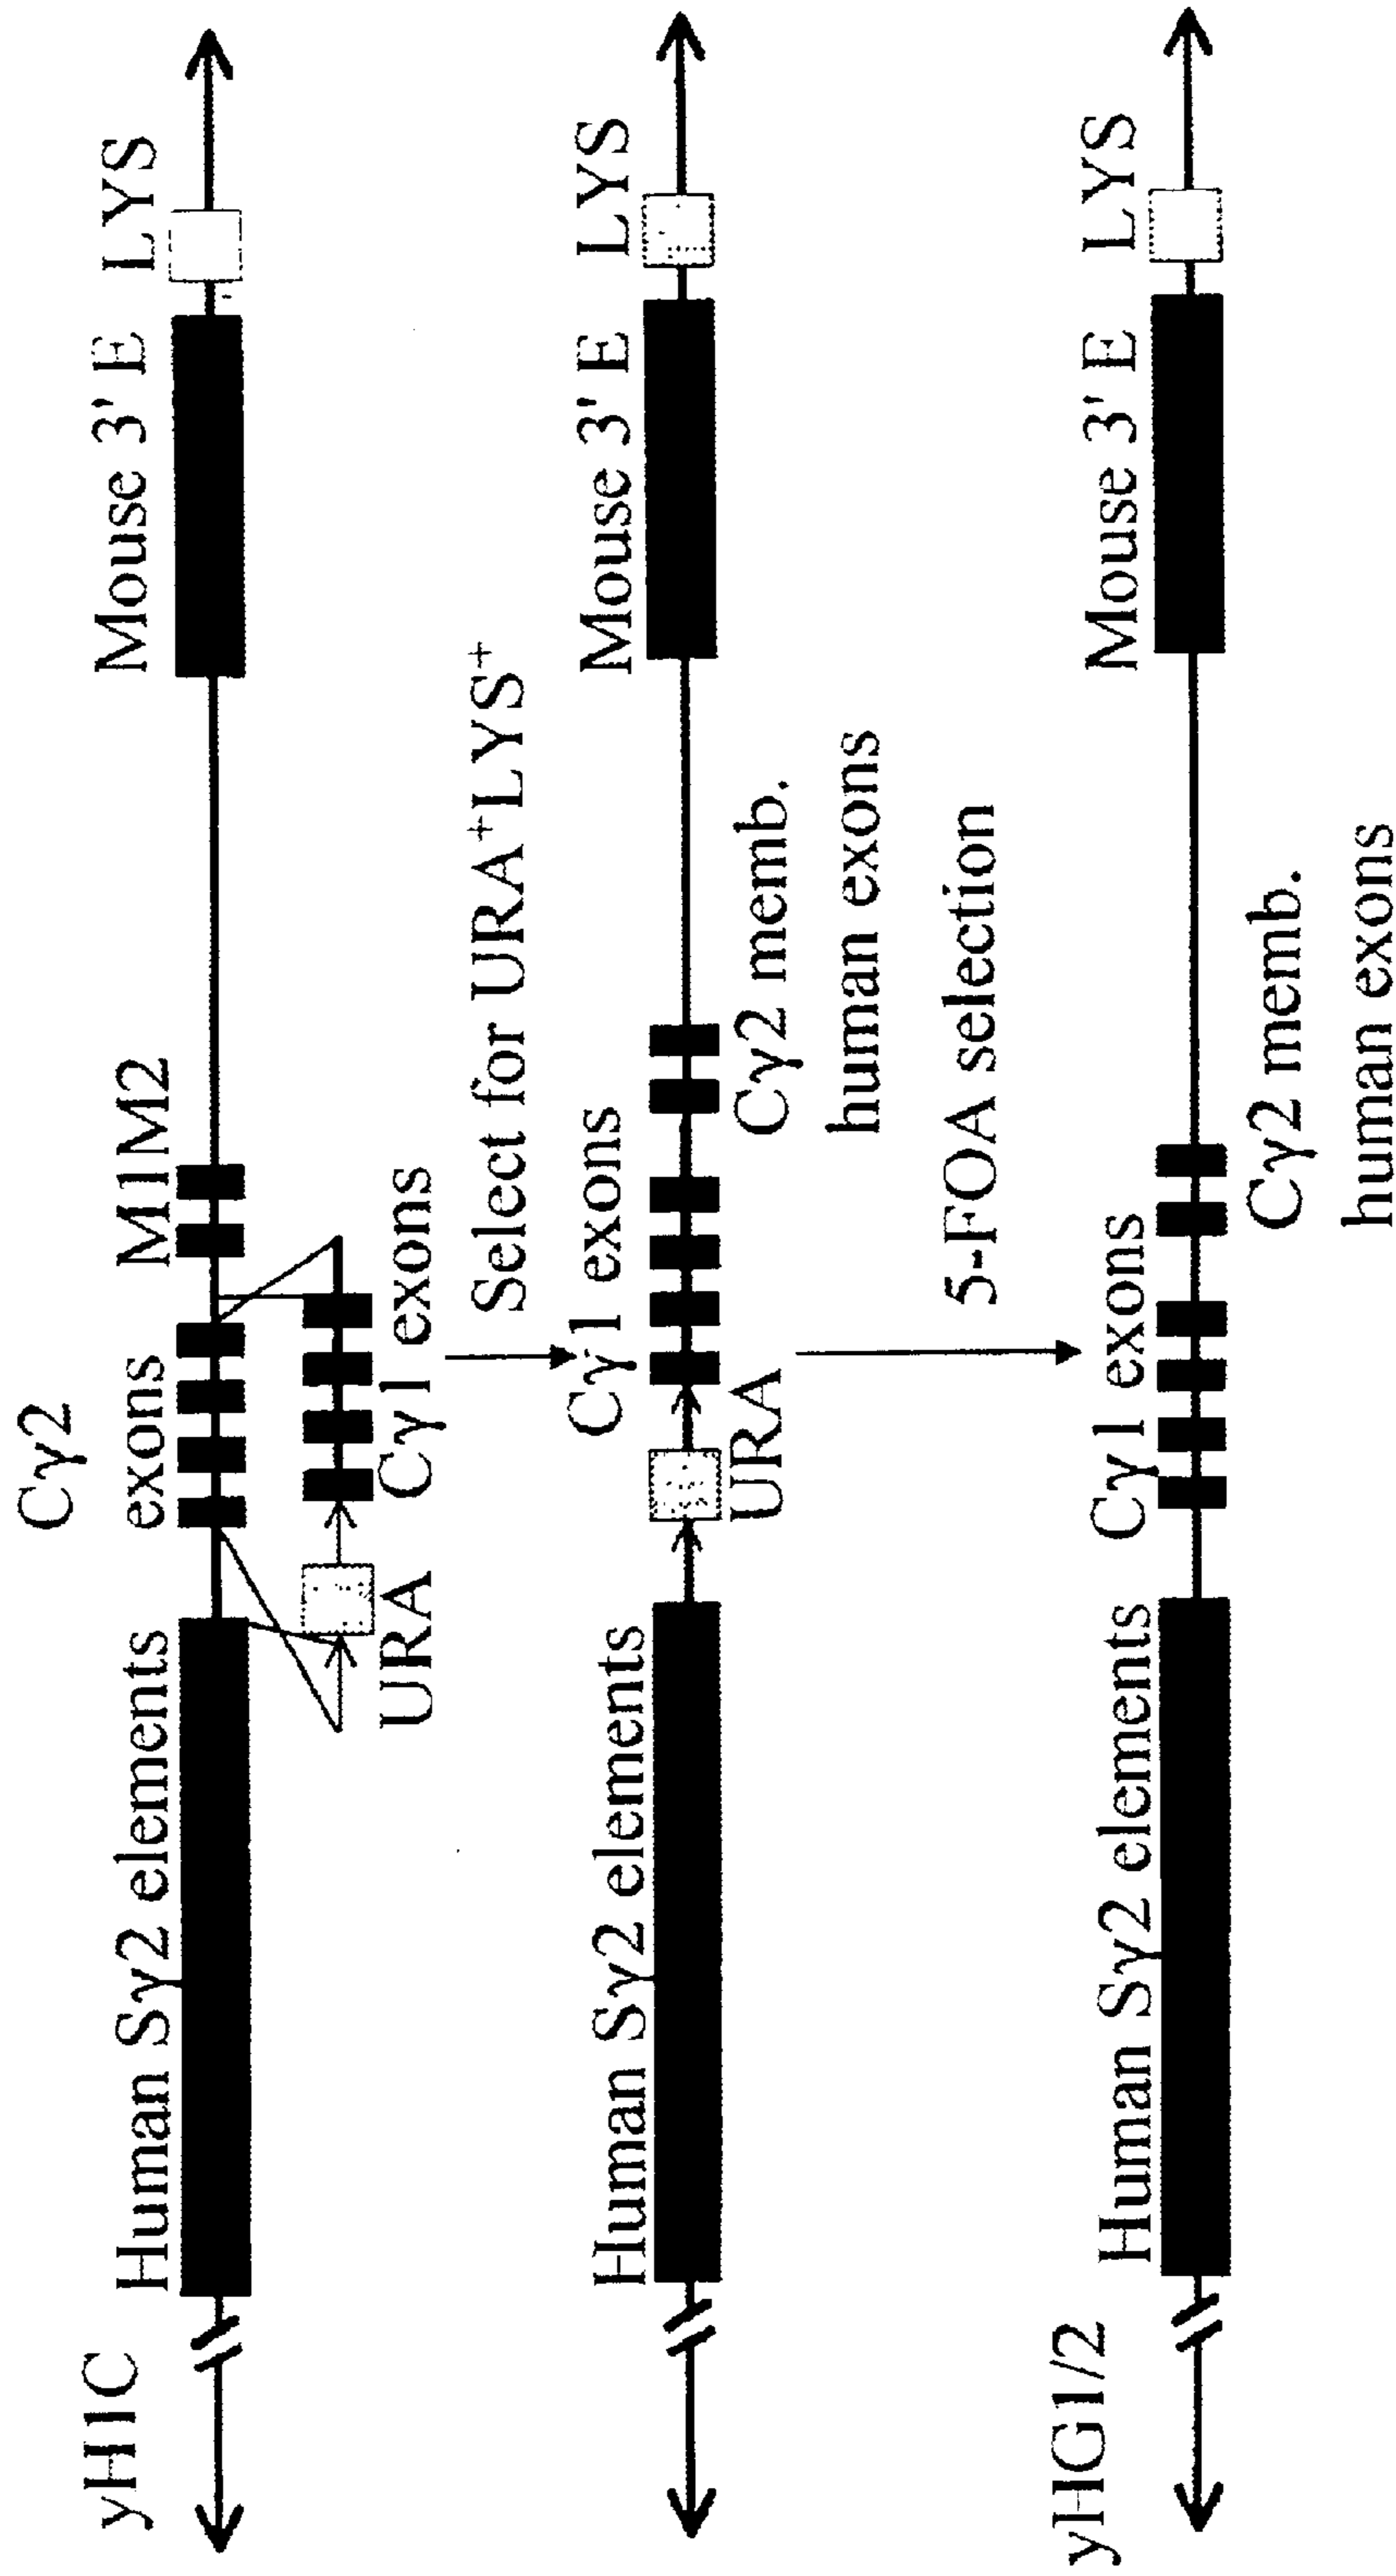 yH1C
Human Sγ2 elements
Cγ2
exons
M1M2
Mouse 3' E
LYS
URA
Cγ1 exons
Select for URA⁺LYS⁺
Human Sγ2 elements
URA
Cγ1 exons
Cγ2 memb.
human exons
Mouse 3' E
LYS
5-FOA selection
yHG1/2
Human Sγ2 elements
Cγ1 exons
Cγ2 memb.
human exons
Mouse 3' E
LYS